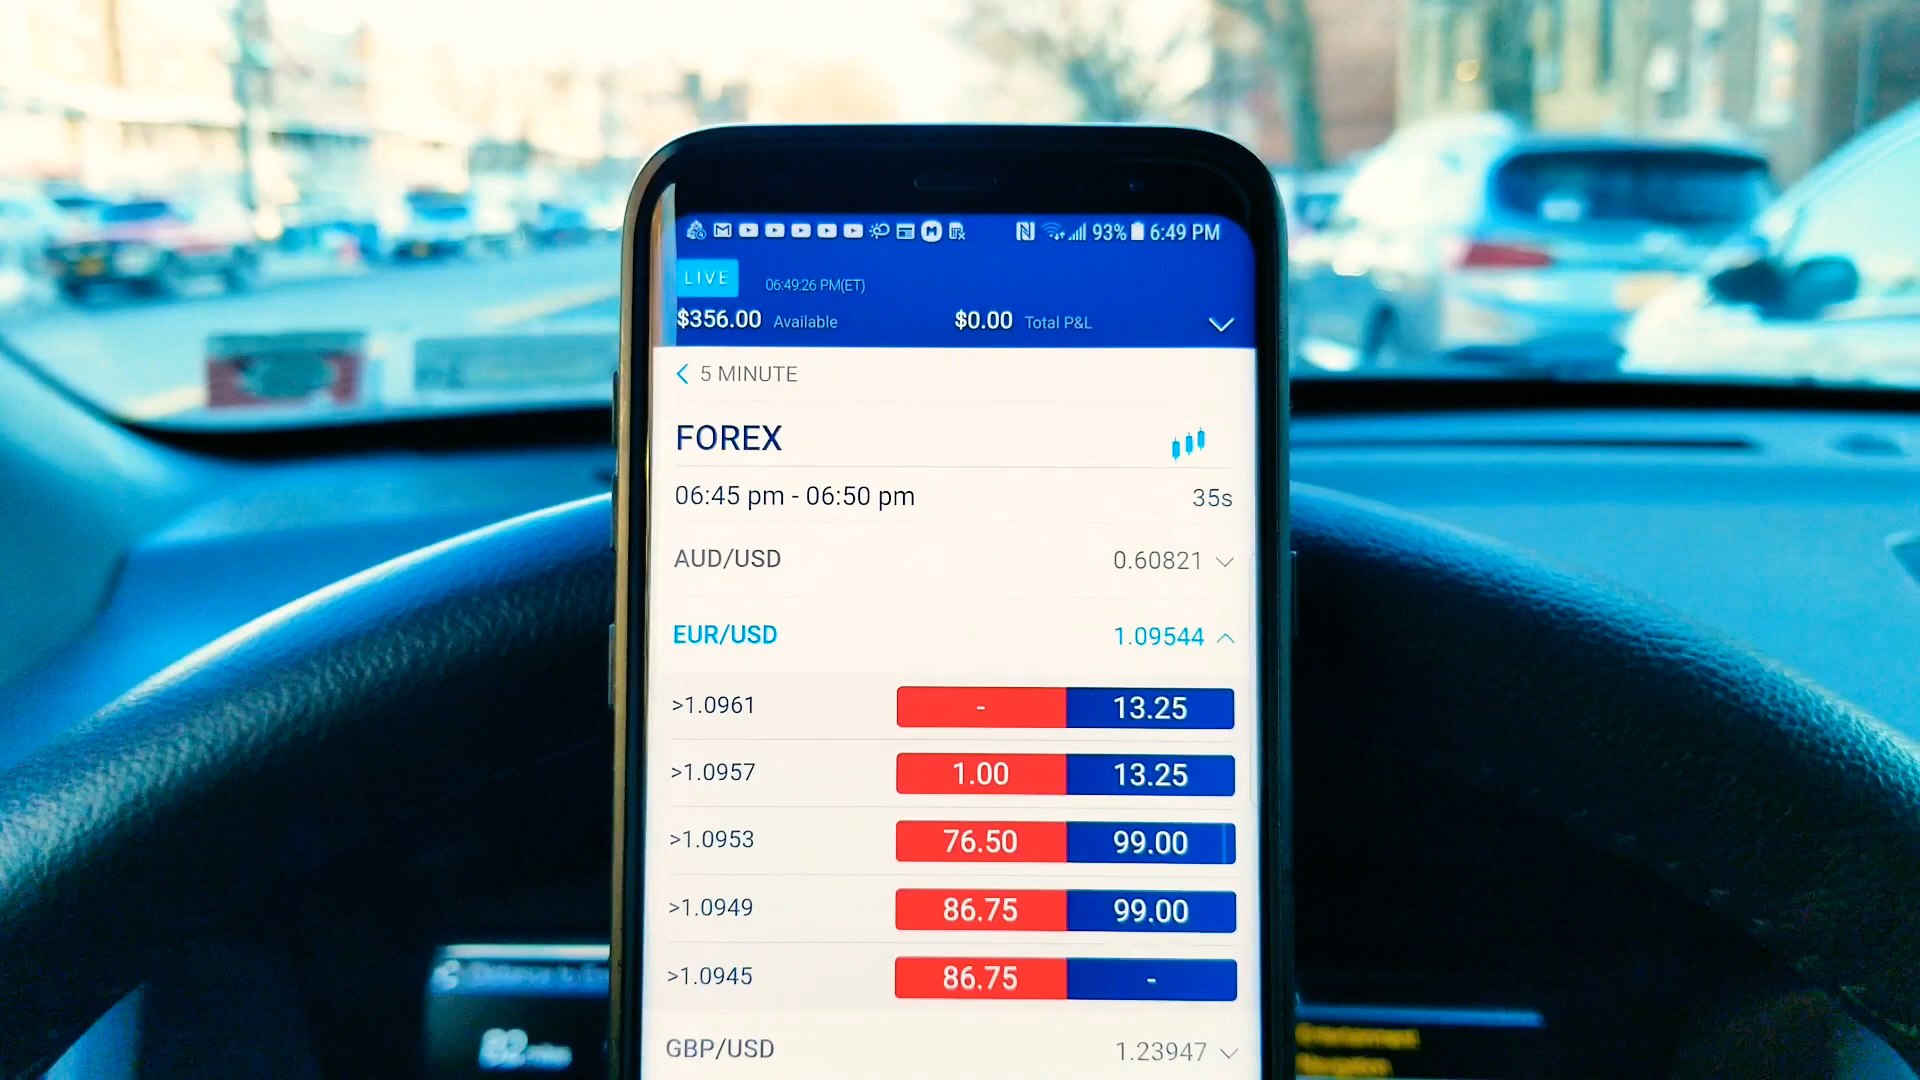 93% 6:49 PM
LIVE 06:49:26 PM(ET)
$356.00 Available $0.00 Total P&L
5 MINUTE
FOREX
06:45 pm - 06:50 pm 35s
AUD/USD 0.60821
EUR/USD 1.09544
>1.0961 - 13.25
>1.0957 1.00 13.25
>1.0953 76.50 99.00
>1.0949 86.75 99.00
>1.0945 86.75 -
GBP/USD 1.23947
Entertainment
Navigation